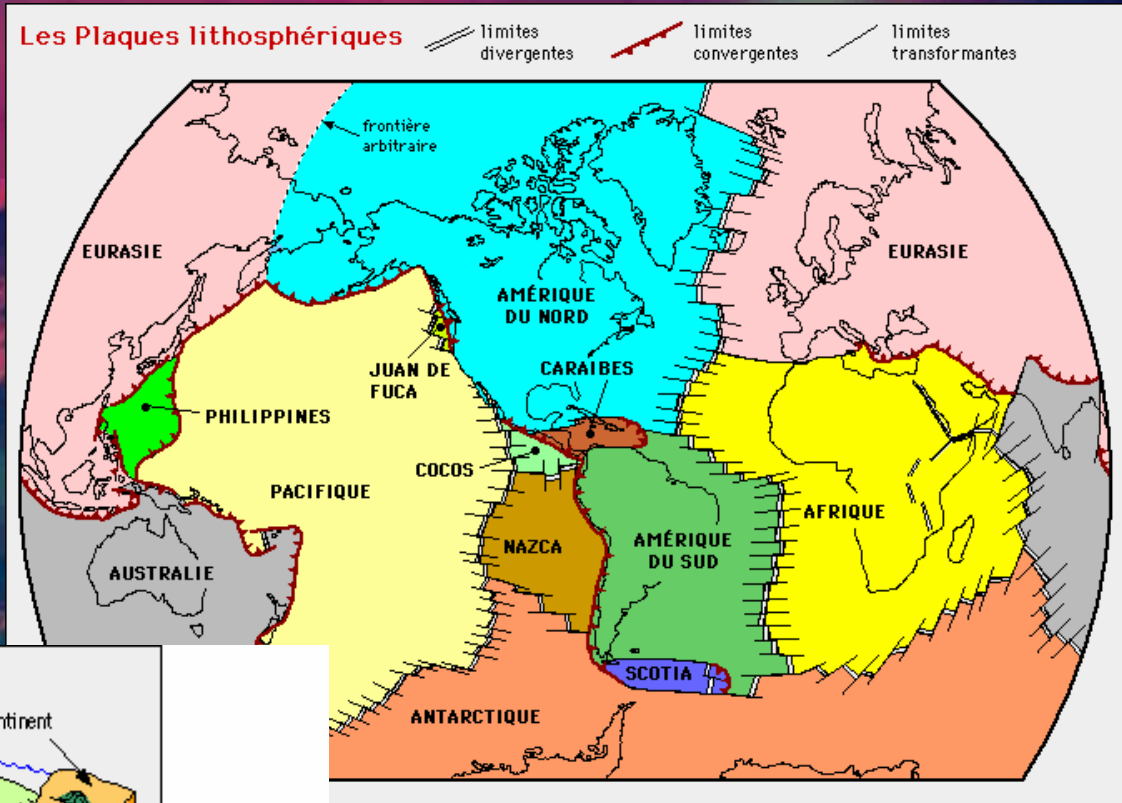 Les Plaques lithosphériques
limites
divergentes
limites
convergentes
limites
transformantes
frontière
arbitraire
EURASIE
EURASIE
AMÉRIQUE
DU NORD
JUAN DE
FUCA
CARAIBES
PHILIPPINES
COCOS
PACIFIQUE
NAZCA
AMÉRIQUE
DU SUD
AFRIQUE
AUSTRALIE
SCOTIA
ANTARCTIQUE
ntinent